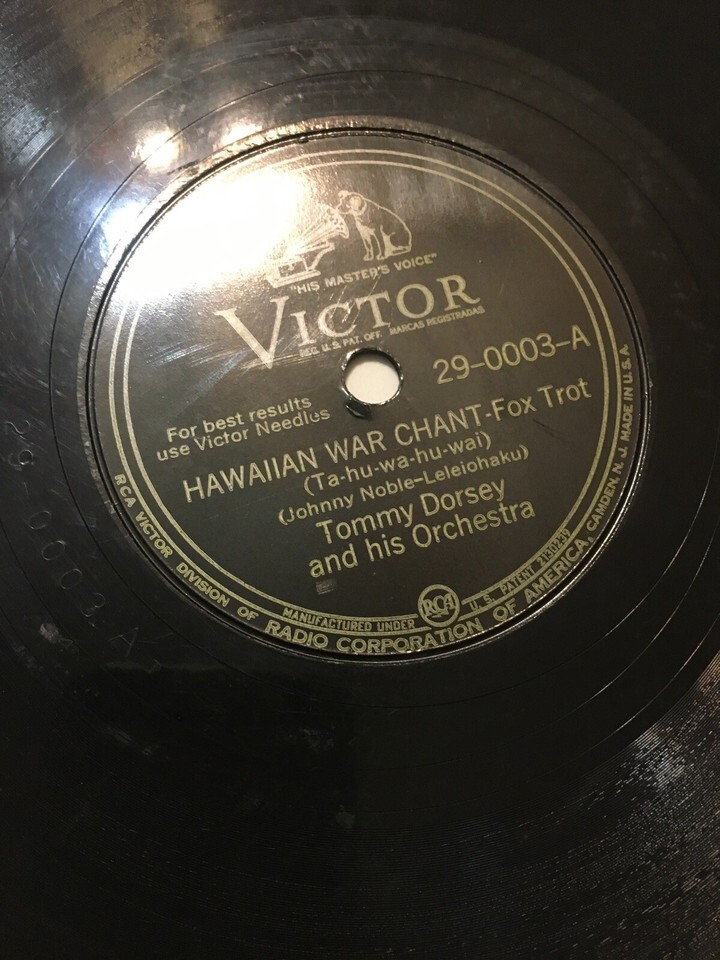 "HIS MASTER'S VOICE"
VICTOR
REG. U.S. PAT. OFF. MARCAS REGISTRADAS
29-0003-A
For best results
use Victor Needles
HAWAIIAN WAR CHANT-Fox Trot
(Ta-hu-wa-hu-wai)
(Johnny Noble-Leleiohaku)
Tommy Dorsey
and his Orchestra
MANUFACTURED UNDER RCA U.S. PATENT 2130239
RCA VICTOR DIVISION OF RADIO CORPORATION OF AMERICA, CAMDEN, N. J. MADE IN U.S.A.
29-0003 A